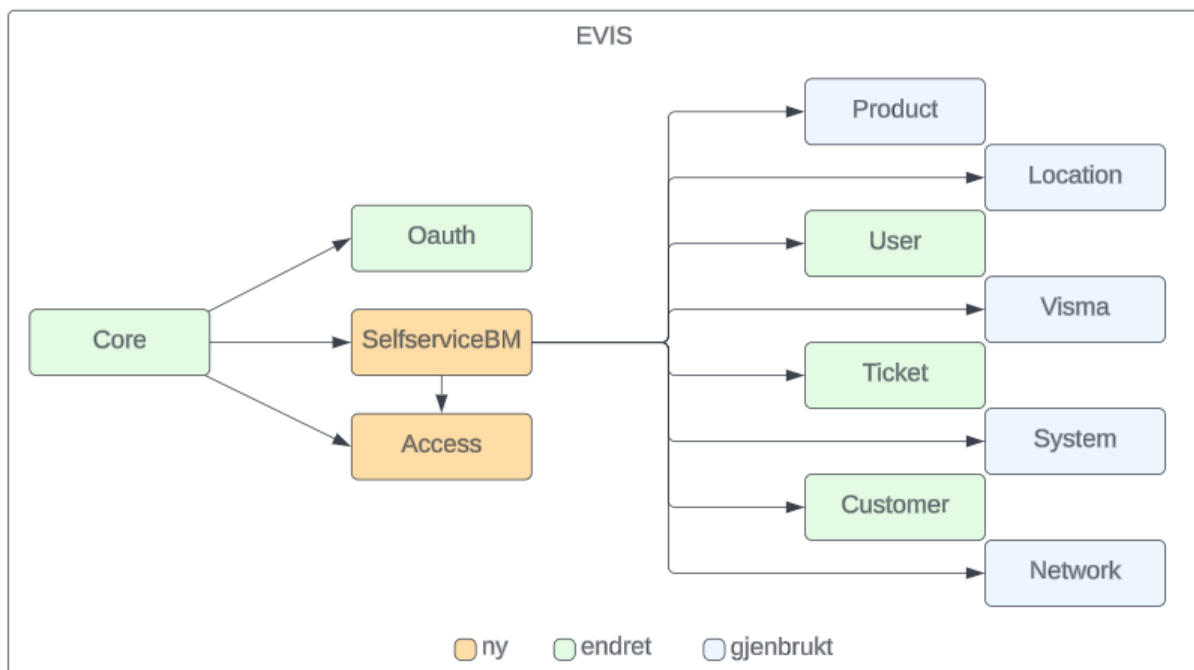 EVIS
Product
Location
Oauth
User
Core
SelfserviceBM
Visma
Ticket
Access
System
Customer
Network
ny
endret
gjenbrukt